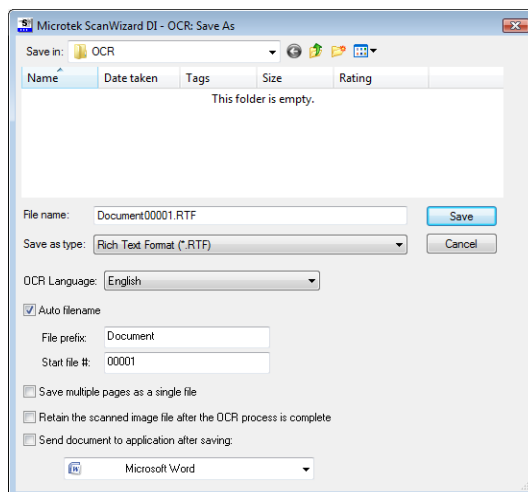 Microtek ScanWizard DI - OCR: Save As
Save in: OCR
Name Date taken Tags Size Rating
This folder is empty.
File name: Document00001.RTF Save
Save as type: Rich Text Format (*.RTF) Cancel
OCR Language: English
Auto filename
File prefix: Document
Start file #: 00001
Save multiple pages as a single file
Retain the scanned image file after the OCR process is complete
Send document to application after saving:
Microsoft Word